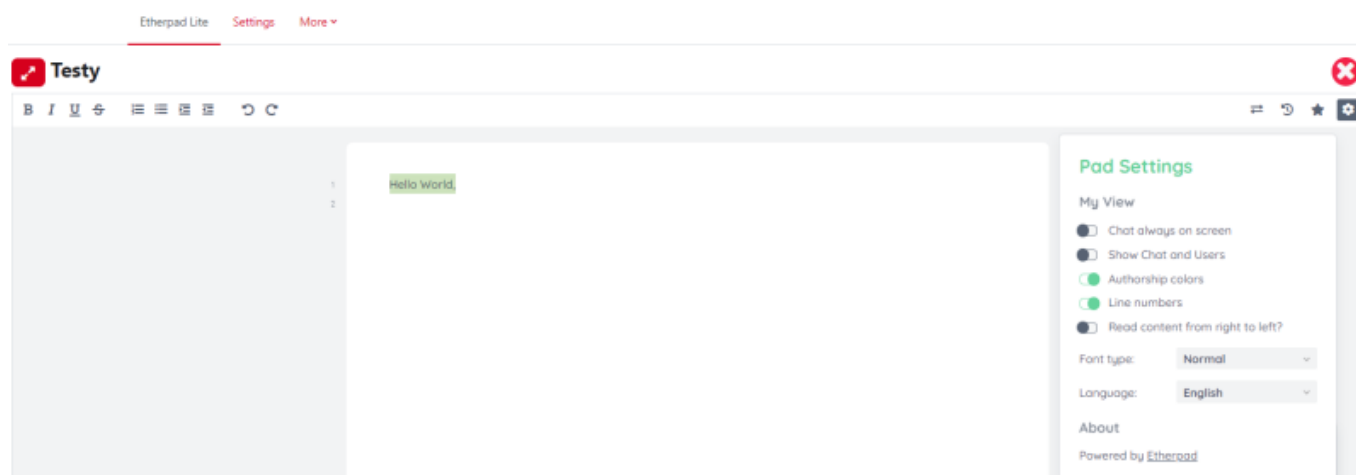 Etherpad Lite Settings More
Testy
B I U S
Pad Settings
1 Hello World.
2
My View
Chat always on screen
Show Chat and Users
Authorship colors
Line numbers
Read content from right to left?
Font type: Normal
Language: English
About
Powered by Etherpad